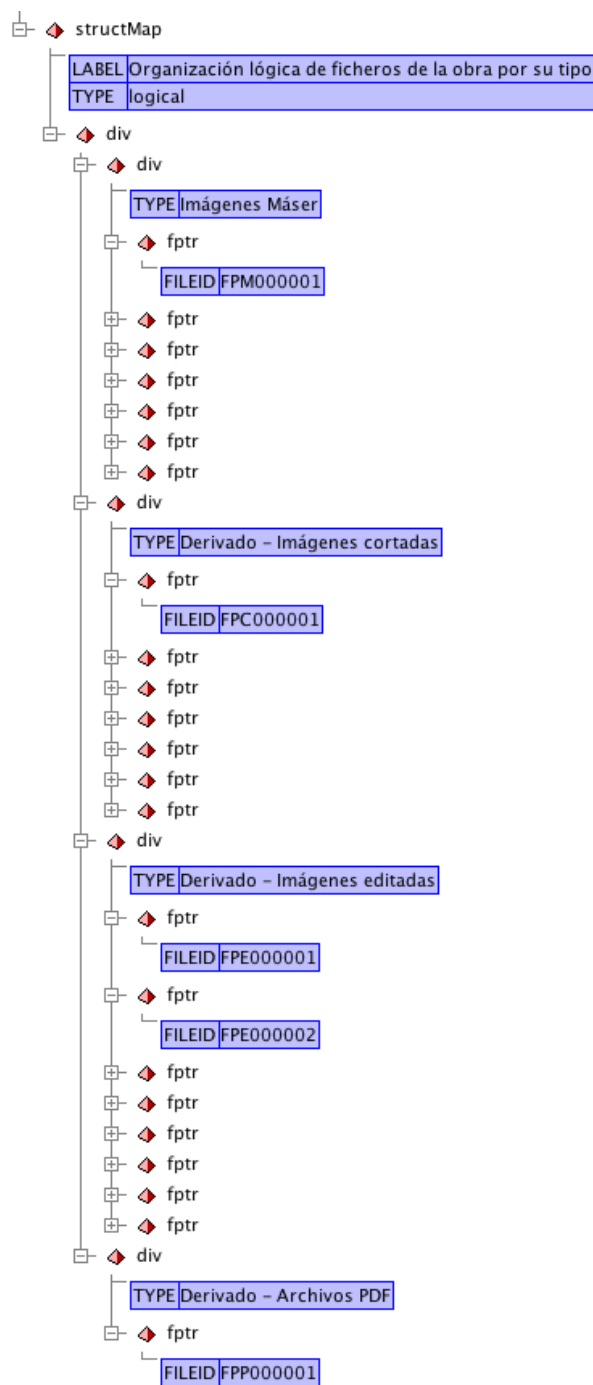 structMap
LABEL Organización lógica de ficheros de la obra por su tipo
TYPE logical
div
div
TYPE Imágenes Máser
fptr
FILEID FPM000001
fptr
fptr
fptr
fptr
fptr
fptr
div
TYPE Derivado – Imágenes cortadas
fptr
FILEID FPC000001
fptr
fptr
fptr
fptr
fptr
fptr
div
TYPE Derivado – Imágenes editadas
fptr
FILEID FPE000001
fptr
FILEID FPE000002
fptr
fptr
fptr
fptr
fptr
fptr
div
TYPE Derivado – Archivos PDF
fptr
FILEID FPP000001